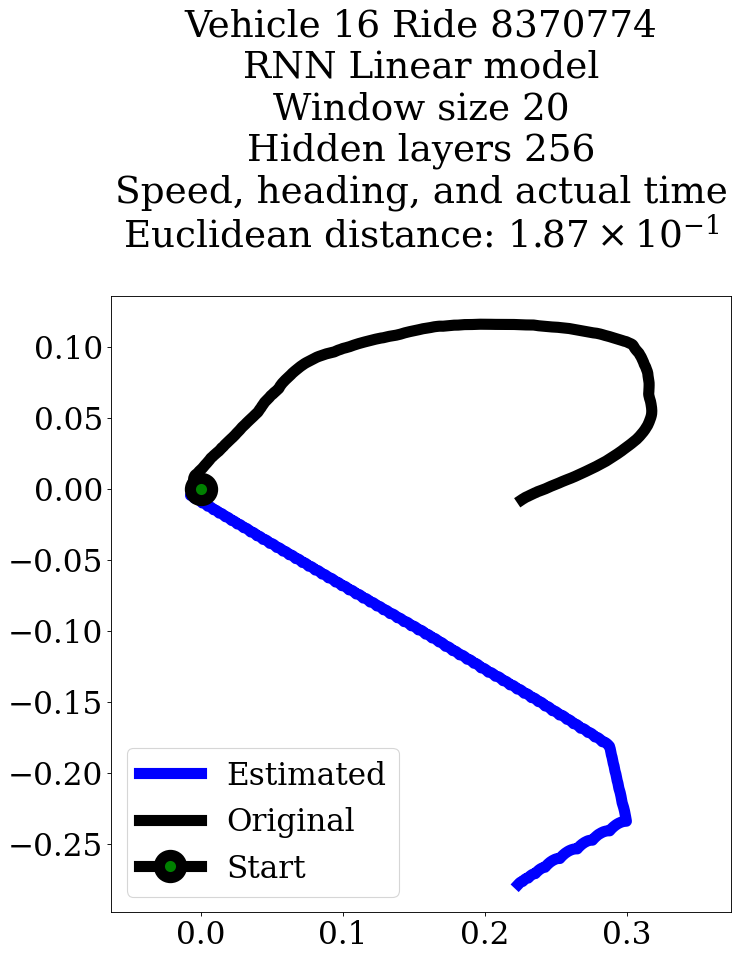 Vehicle 16 Ride 8370774
RNN Linear model
Window size 20
Hidden layers 256
Speed, heading, and actual time
Euclidean distance: 1.87 × 10⁻¹
0.10
0.05
0.00
−0.05
−0.10
−0.15
−0.20
−0.25
Estimated
Original
Start
0.0 0.1 0.2 0.3